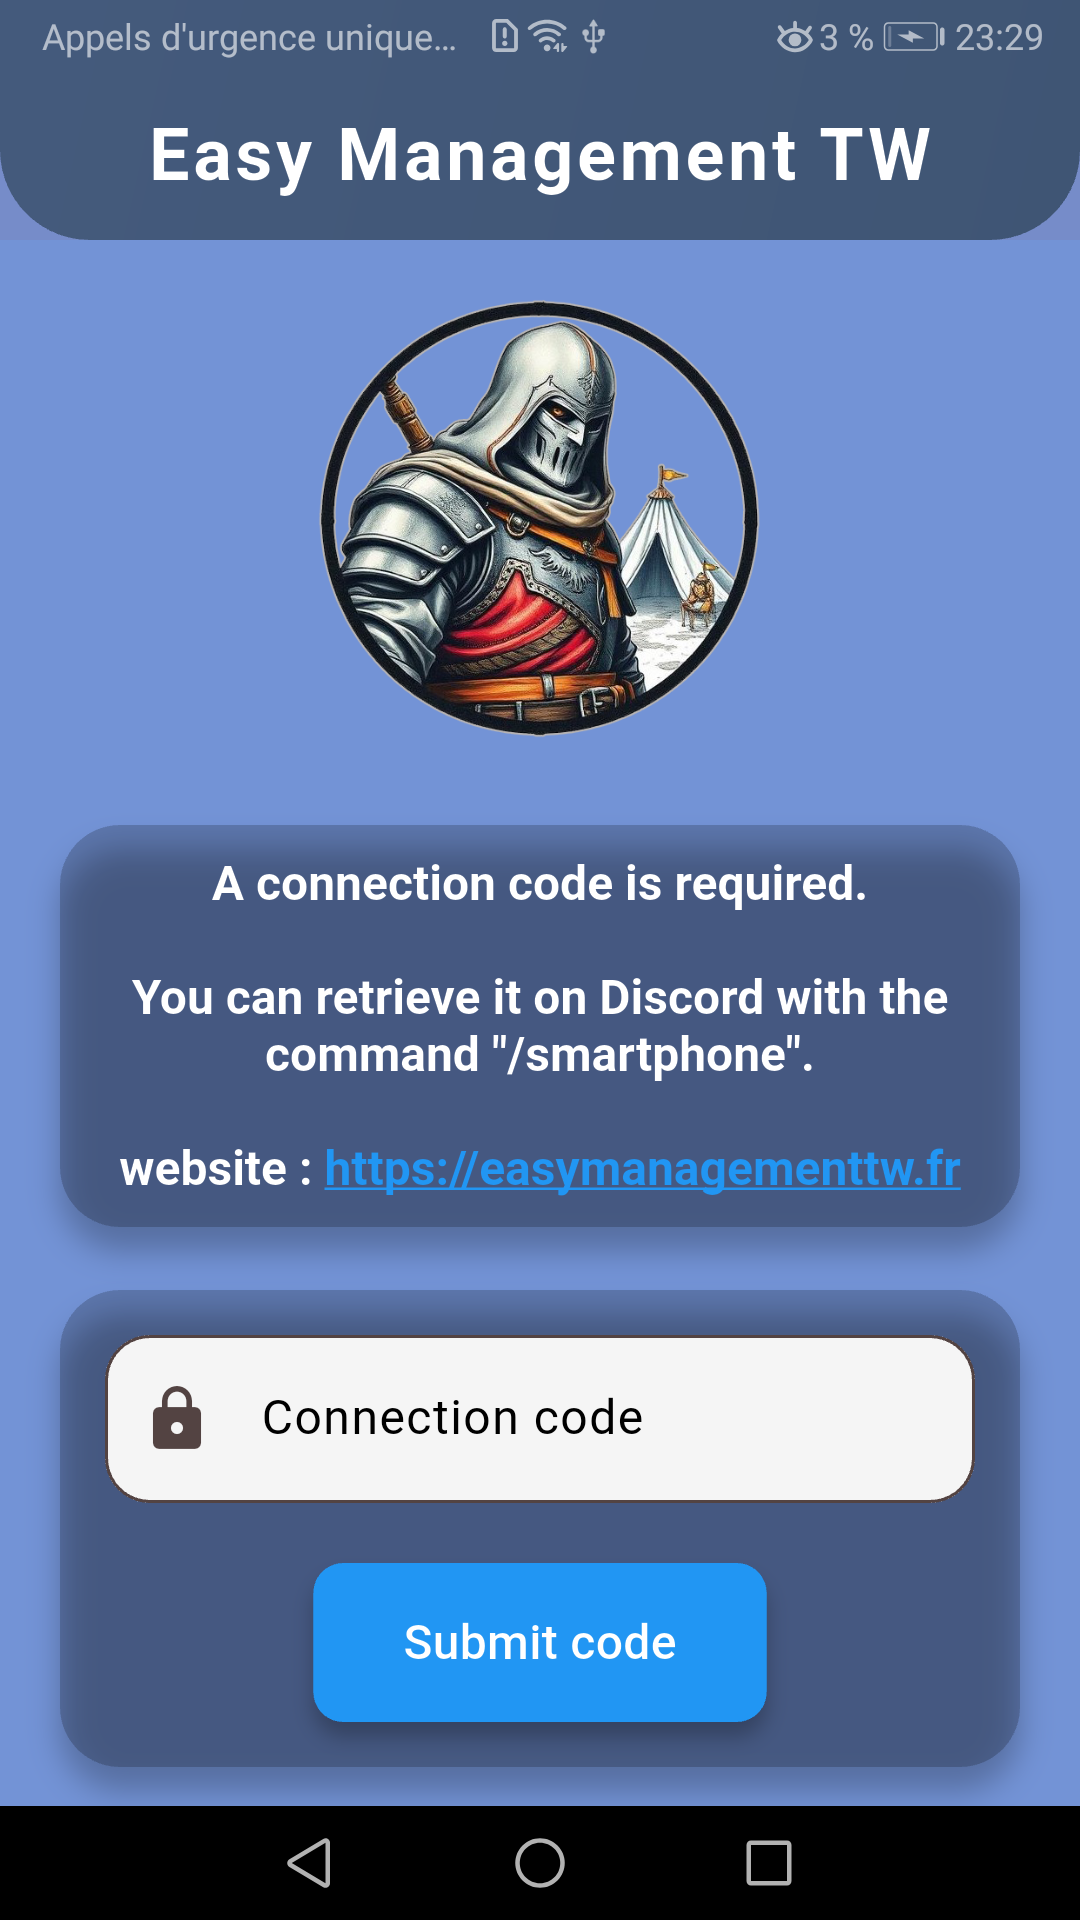 Appels d'urgence unique... 3 % 23:29
Easy Management TW
A connection code is required.
You can retrieve it on Discord with the
command "/smartphone".
website : https://easymanagementtw.fr
Connection code
Submit code